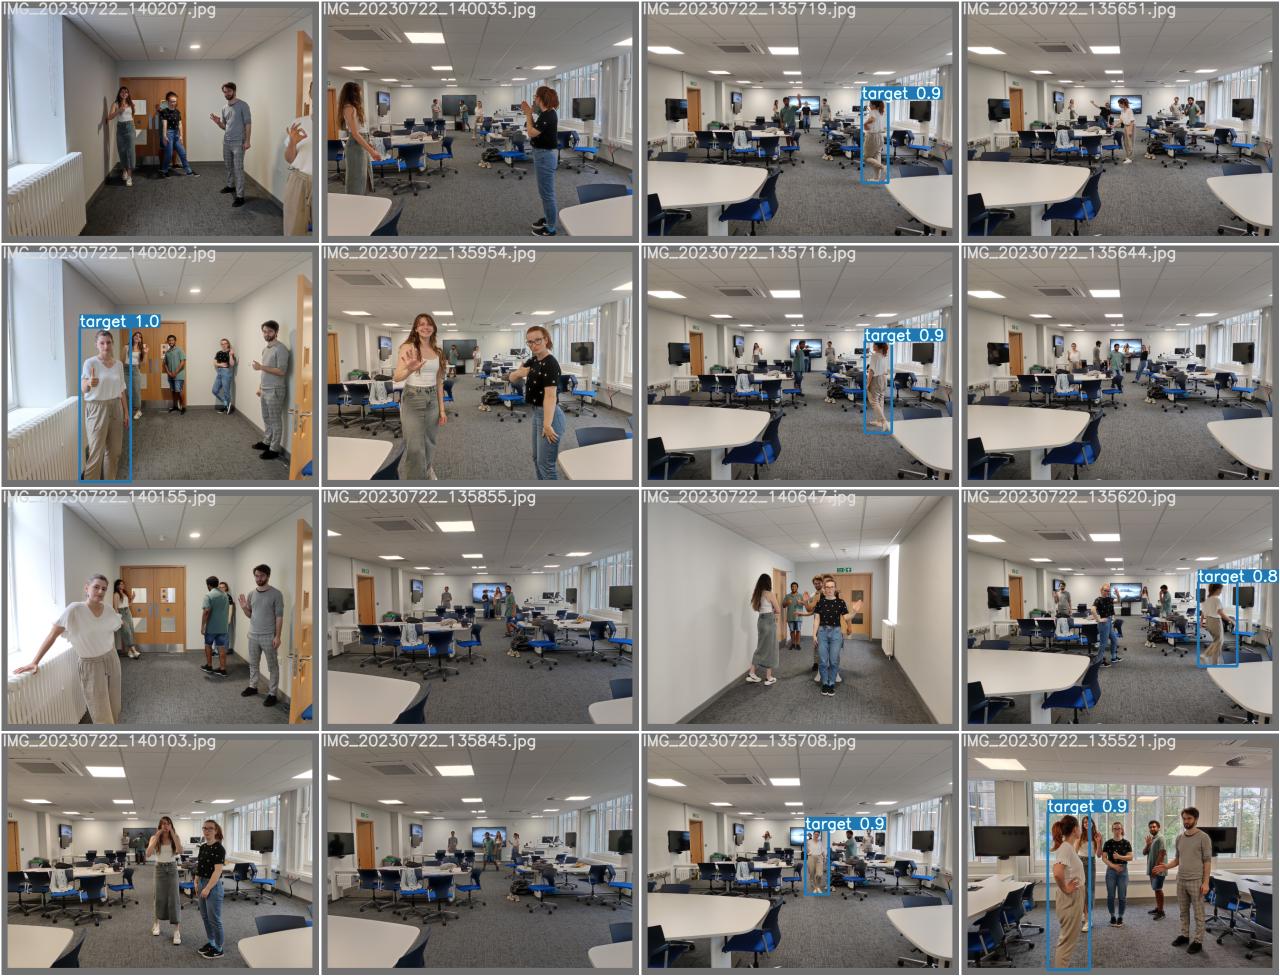 IMG_20230722_140207.jpg
IMG_20230722_140035.jpg
IMG_20230722_135719.jpg
target 0.9
IMG_20230722_135651.jpg
IMG_20230722_140202.jpg
target 1.0
IMG_20230722_135954.jpg
IMG_20230722_135716.jpg
target 0.9
IMG_20230722_135644.jpg
IMG_20230722_140155.jpg
IMG_20230722_135855.jpg
IMG_20230722_140647.jpg
IMG_20230722_135620.jpg
target 0.8
IMG_20230722_140103.jpg
IMG_20230722_135845.jpg
IMG_20230722_135708.jpg
target 0.9
IMG_20230722_135521.jpg
target 0.9